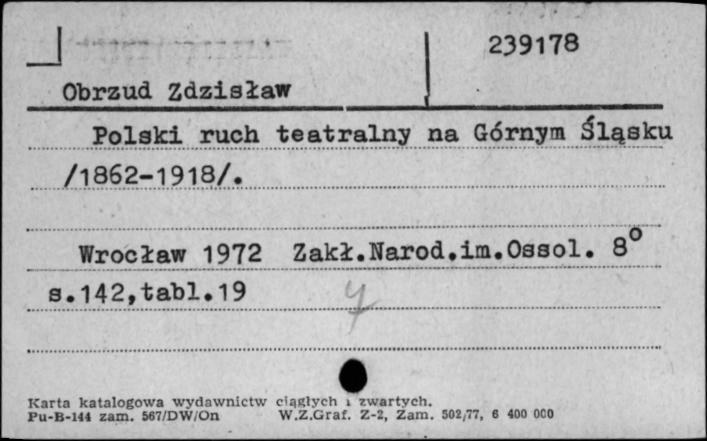 239178
Obrzud Zdzisław
Polski ruch teatralny na Górnym Śląsku
/1862-1918/.
Wrocław 1972 Zakł.Narod.im.Ossol. 8°
s.142,tabl.19
Karta katalogowa wydawnictw ciągłych i zwartych.
Pu-B-144 zam. 567/DW/On W.Z.Graf. Z-2, Zam. 502/77, 6 400 000